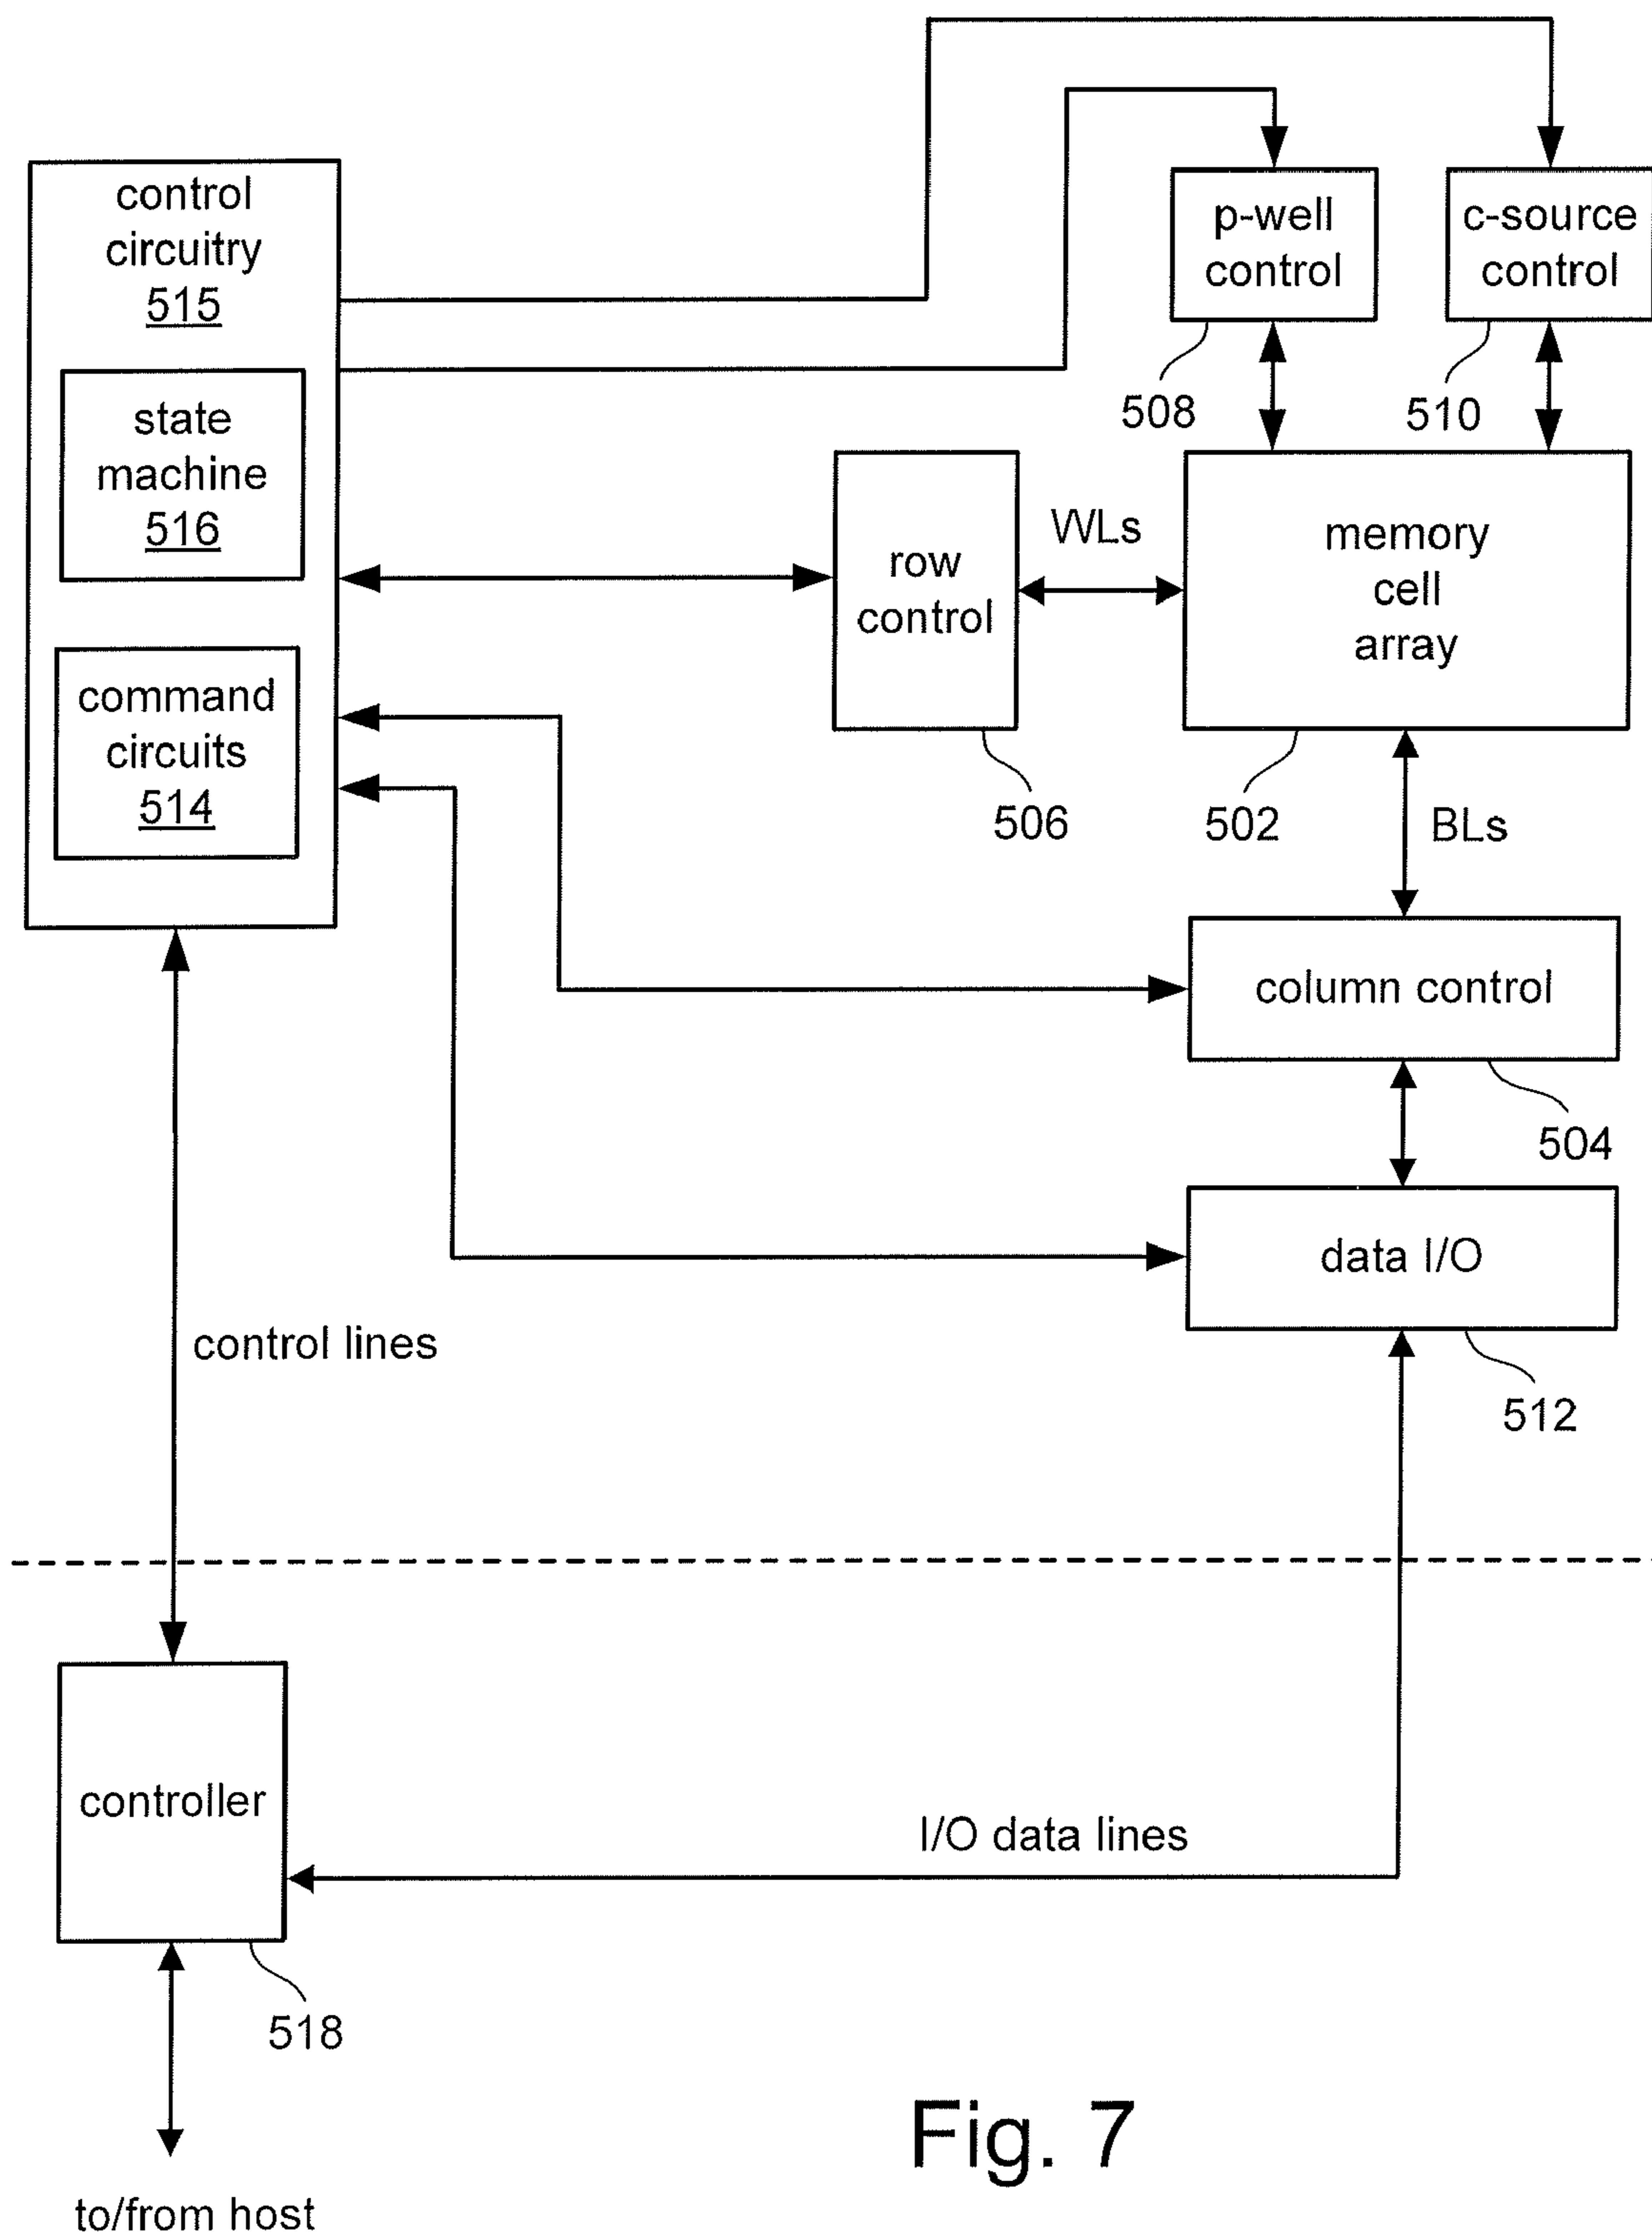 control
circuitry
515
state
machine
516
command
circuits
514
p-well
control
508
c-source
control
510
row
control
506
WLs
memory
cell
array
502
BLs
column control
504
data I/O
512
control lines
controller
518
I/O data lines
to/from host
Fig. 7